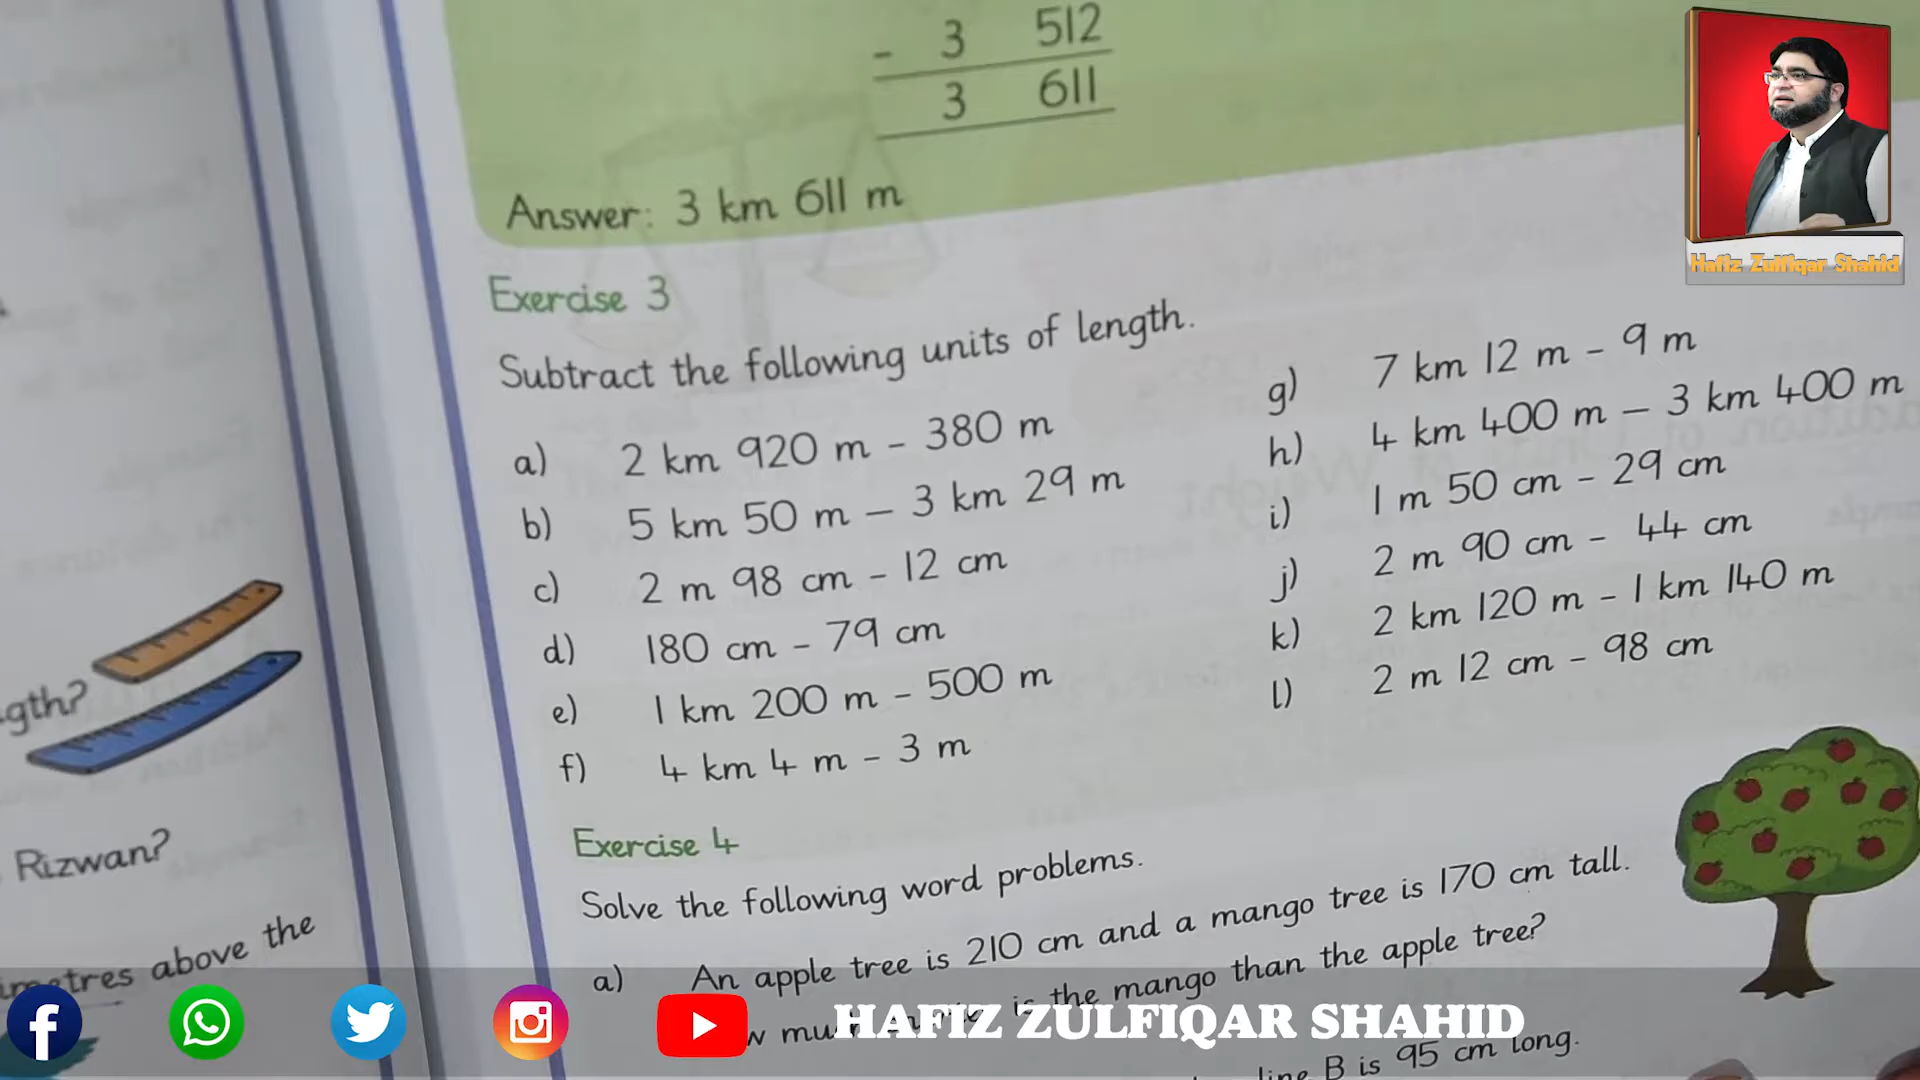 - 3 512
3 611
Answer: 3 km 611 m
Exercise 3
Subtract the following units of length.
a) 2 km 920 m - 380 m
b) 5 km 50 m – 3 km 29 m
c) 2 m 98 cm - 12 cm
d) 180 cm - 79 cm
e) 1 km 200 m - 500 m
f) 4 km 4 m - 3 m
g) 7 km 12 m - 9 m
h) 4 km 400 m – 3 km 400 m
i) 1 m 50 cm - 29 cm
j) 2 m 90 cm - 44 cm
k) 2 km 120 m - 1 km 140 m
l) 2 m 12 cm - 98 cm
Exercise 4
Solve the following word problems.
a) An apple tree is 210 cm and a mango tree is 170 cm tall.
is the mango than the apple tree?
B is 95 cm long.
gth?
Rizwan?
metres above the
Hafiz Zulfiqar Shahid
HAFIZ ZULFIQAR SHAHID